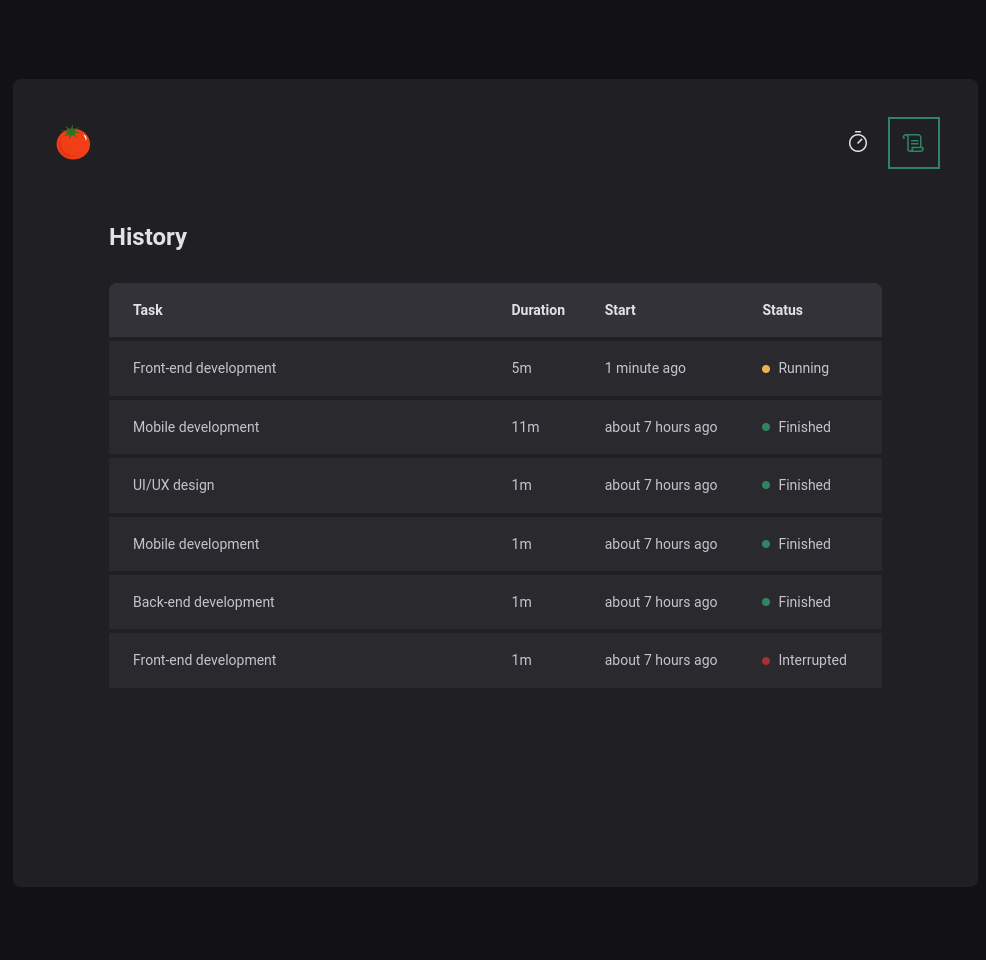 History
Task Duration Start Status
Front-end development 5m 1 minute ago Running
Mobile development 11m about 7 hours ago Finished
UI/UX design 1m about 7 hours ago Finished
Mobile development 1m about 7 hours ago Finished
Back-end development 1m about 7 hours ago Finished
Front-end development 1m about 7 hours ago Interrupted